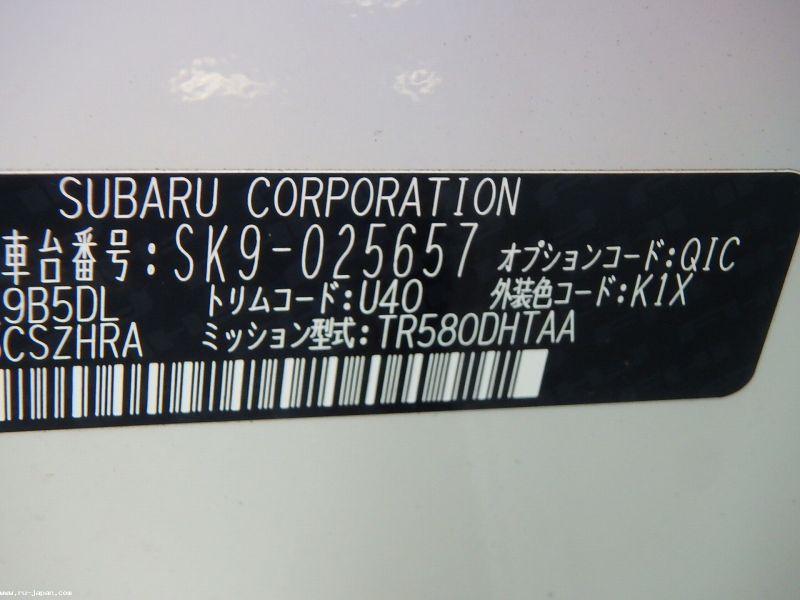 SUBARU CORPORATION
車台番号:SK9-025657 オプションコード:QIC
9B5DL トリムコード:U40 外装色コード:K1X
CSZHRA ミッション型式:TR580DHTAA
www.ru-japan.com